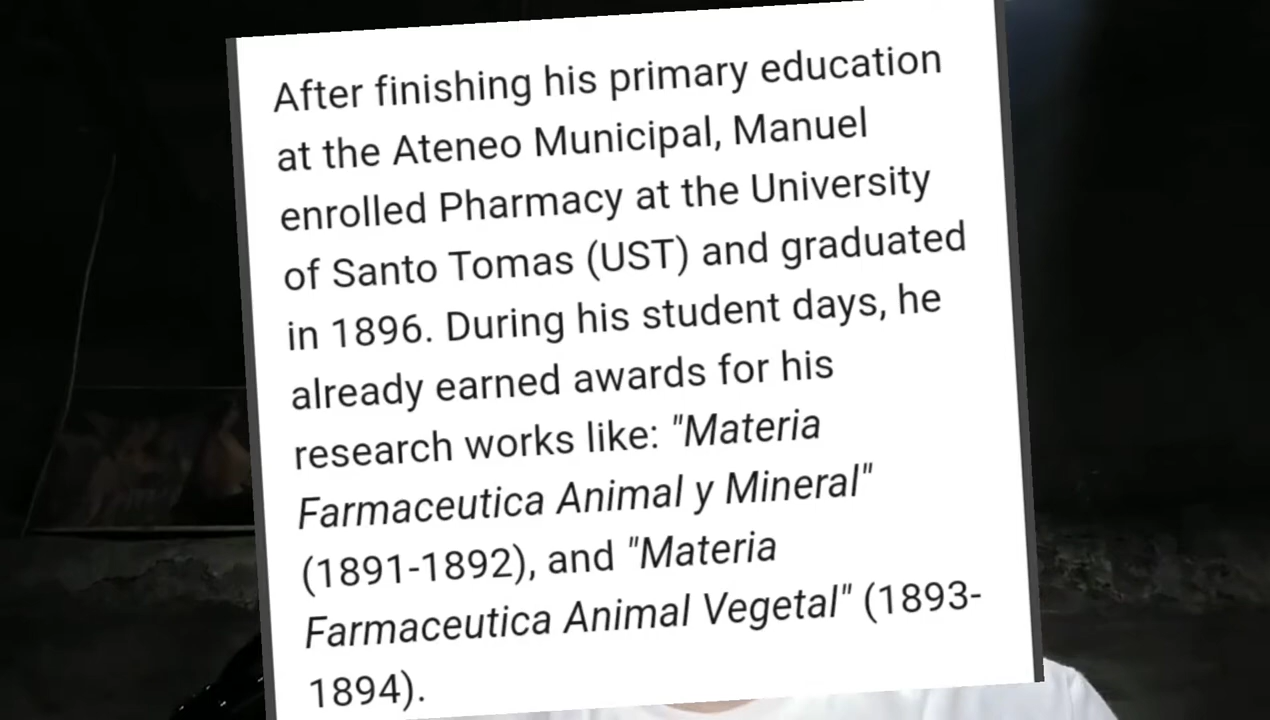 After finishing his primary education
at the Ateneo Municipal, Manuel
enrolled Pharmacy at the University
of Santo Tomas (UST) and graduated
in 1896. During his student days, he
already earned awards for his
research works like: "Materia
Farmaceutica Animal y Mineral"
(1891-1892), and "Materia
Farmaceutica Animal Vegetal" (1893-
1894).